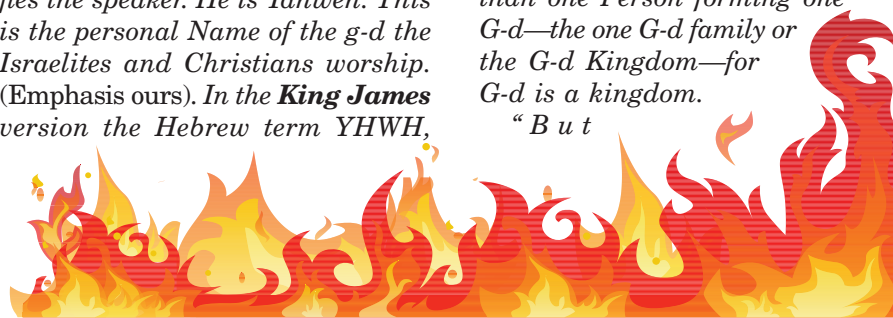 fies the speaker. He is Yahweh. This
is the personal Name of the g-d the
Israelites and Christians worship.
(Emphasis ours). In the King James
version the Hebrew term YHWH,
than one Person forming one
G-d—the one G-d family or
the G-d Kingdom—for
G-d is a kingdom.
“ B u t